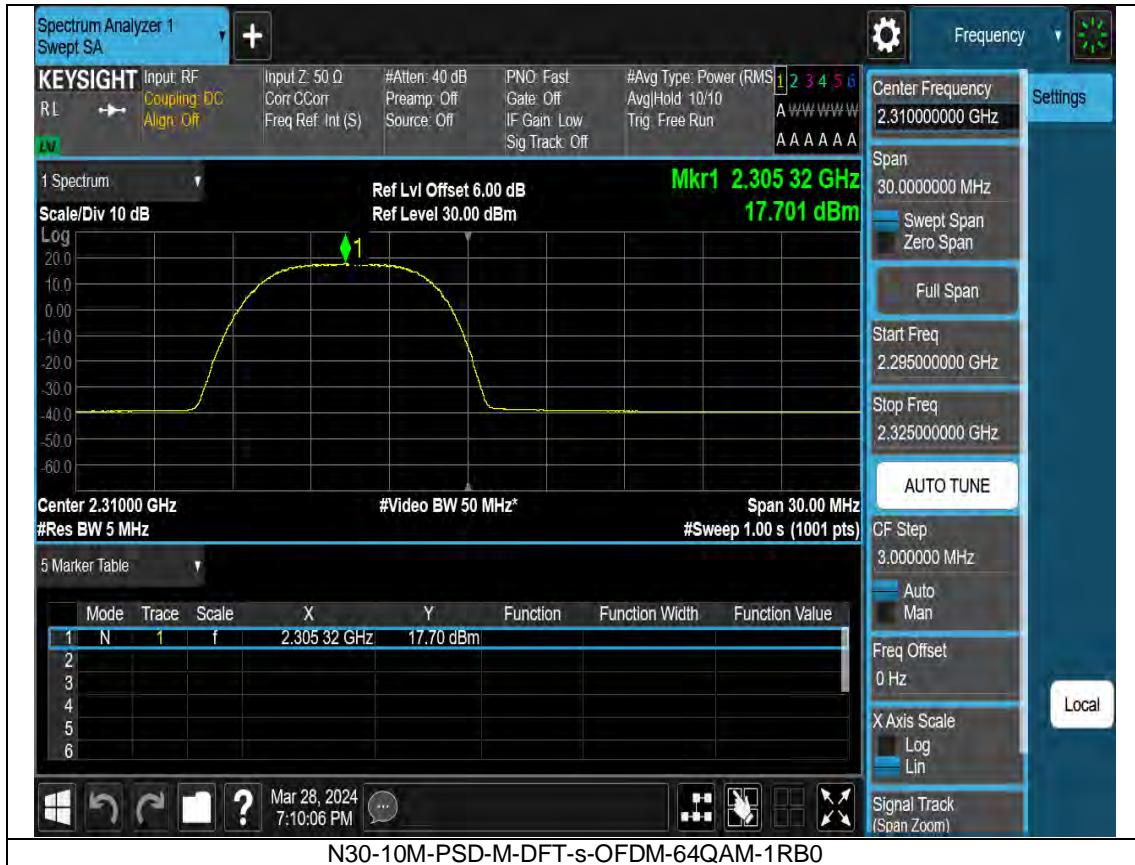 Spectrum Analyzer 1
Swept SA
Frequency
KEYSIGHT Input: RF
RL
Coupling: DC
Align: Off
Input Z: 50 Ω
Corr CCorr
Freq Ref: Int (S)
#Atten: 40 dB
Preamp: Off
Source: Off
PNO: Fast
Gate: Off
IF Gain: Low
Sig Track: Off
#Avg Type: Power (RMS
Avg|Hold: 10/10
Trig: Free Run
1 2 3 4 5 6
A W W W W W
A A A A A A
1 Spectrum
Scale/Div 10 dB
Ref Lvl Offset 6.00 dB
Ref Level 30.00 dBm
Mkr1 2.305 32 GHz
17.701 dBm
Log
1
20.0
10.0
0.00
-10.0
-20.0
-30.0
-40.0
-50.0
-60.0
Center 2.31000 GHz
#Video BW 50 MHz*
Span 30.00 MHz
#Res BW 5 MHz
#Sweep 1.00 s (1001 pts)
5 Marker Table
Mode Trace Scale X Y Function Function Width Function Value
1 N 1 f 2.305 32 GHz 17.70 dBm
2
3
4
5
6
Mar 28, 2024
7:10:06 PM
Center Frequency
2.310000000 GHz
Settings
Span
30.0000000 MHz
Swept Span
Zero Span
Full Span
Start Freq
2.295000000 GHz
Stop Freq
2.325000000 GHz
AUTO TUNE
CF Step
3.000000 MHz
Auto
Man
Freq Offset
0 Hz
X Axis Scale
Log
Lin
Local
Signal Track
(Span Zoom)
N30-10M-PSD-M-DFT-s-OFDM-64QAM-1RB0